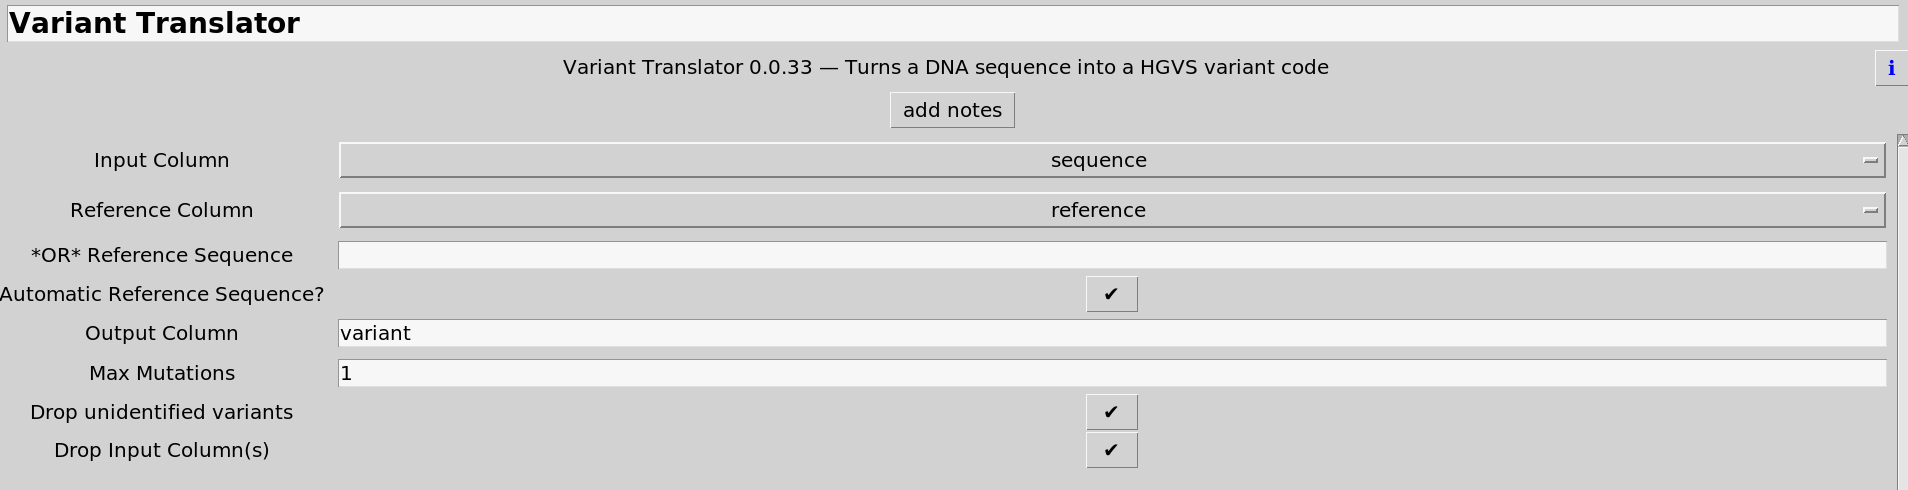 Variant Translator
Variant Translator 0.0.33 — Turns a DNA sequence into a HGVS variant code
i
add notes
Input Column sequence
Reference Column reference
*OR* Reference Sequence
Automatic Reference Sequence? ✔
Output Column variant
Max Mutations 1
Drop unidentified variants ✔
Drop Input Column(s) ✔